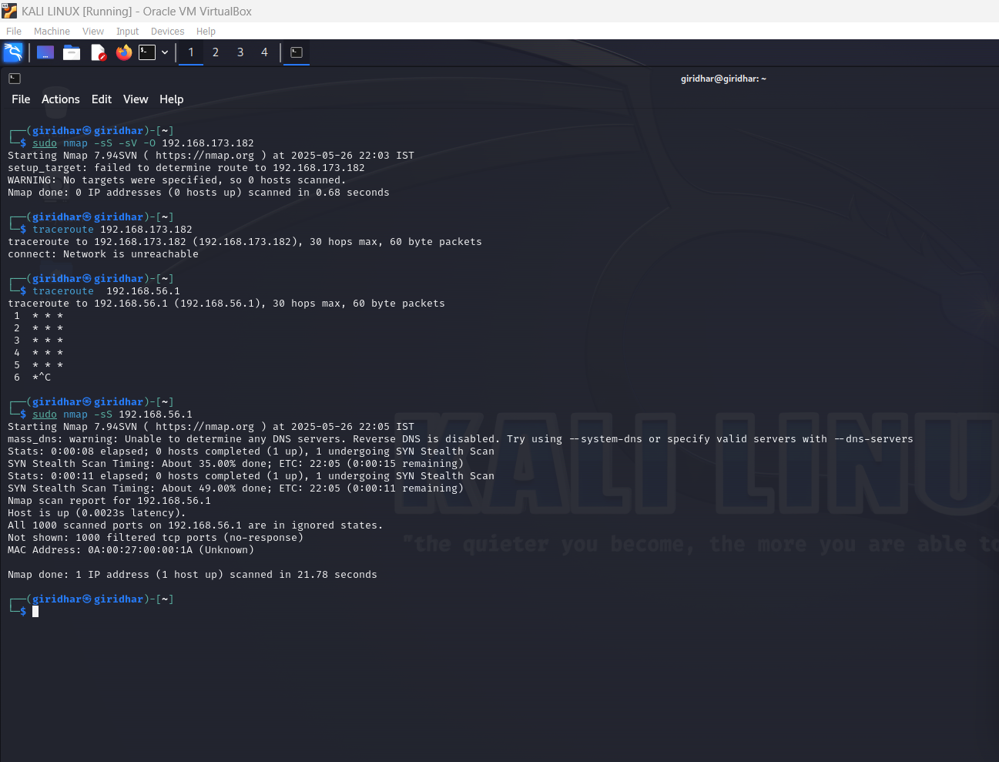 KALI LINUX [Running] - Oracle VM VirtualBox
File Machine View Input Devices Help
1 2 3 4
giridhar@giridhar: ~
File Actions Edit View Help
┌──(giridhar㉿giridhar)-[~]
└─$ sudo nmap -sS -sV -O 192.168.173.182
Starting Nmap 7.94SVN ( https://nmap.org ) at 2025-05-26 22:03 IST
setup_target: failed to determine route to 192.168.173.182
WARNING: No targets were specified, so 0 hosts scanned.
Nmap done: 0 IP addresses (0 hosts up) scanned in 0.68 seconds
┌──(giridhar㉿giridhar)-[~]
└─$ traceroute 192.168.173.182
traceroute to 192.168.173.182 (192.168.173.182), 30 hops max, 60 byte packets
connect: Network is unreachable
┌──(giridhar㉿giridhar)-[~]
└─$ traceroute  192.168.56.1
traceroute to 192.168.56.1 (192.168.56.1), 30 hops max, 60 byte packets
 1  * * *
 2  * * *
 3  * * *
 4  * * *
 5  * * *
 6  *^C
┌──(giridhar㉿giridhar)-[~]
└─$ sudo nmap -sS 192.168.56.1
Starting Nmap 7.94SVN ( https://nmap.org ) at 2025-05-26 22:05 IST
mass_dns: warning: Unable to determine any DNS servers. Reverse DNS is disabled. Try using --system-dns or specify valid servers with --dns-servers
Stats: 0:00:08 elapsed; 0 hosts completed (1 up), 1 undergoing SYN Stealth Scan
SYN Stealth Scan Timing: About 35.00% done; ETC: 22:05 (0:00:15 remaining)
Stats: 0:00:11 elapsed; 0 hosts completed (1 up), 1 undergoing SYN Stealth Scan
SYN Stealth Scan Timing: About 49.00% done; ETC: 22:05 (0:00:11 remaining)
Nmap scan report for 192.168.56.1
Host is up (0.0023s latency).
All 1000 scanned ports on 192.168.56.1 are in ignored states.
Not shown: 1000 filtered tcp ports (no-response)
MAC Address: 0A:00:27:00:00:1A (Unknown)
Nmap done: 1 IP address (1 host up) scanned in 21.78 seconds
┌──(giridhar㉿giridhar)-[~]
└─$
KALI LINU
"the quieter you become, the more you are able to